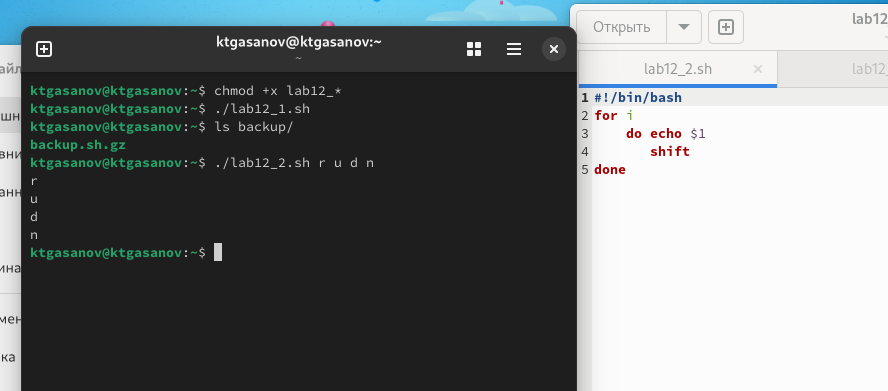 ktgasanov@ktgasanov:~
~
ktgasanov@ktgasanov:~$ chmod +x lab12_*
ktgasanov@ktgasanov:~$ ./lab12_1.sh
ktgasanov@ktgasanov:~$ ls backup/
backup.sh.gz
ktgasanov@ktgasanov:~$ ./lab12_2.sh r u d n
r
u
d
n
ktgasanov@ktgasanov:~$
Открыть
lab12
lab12_2.sh
lab12_
1 #!/bin/bash
2 for i
3 do echo $1
4 shift
5 done